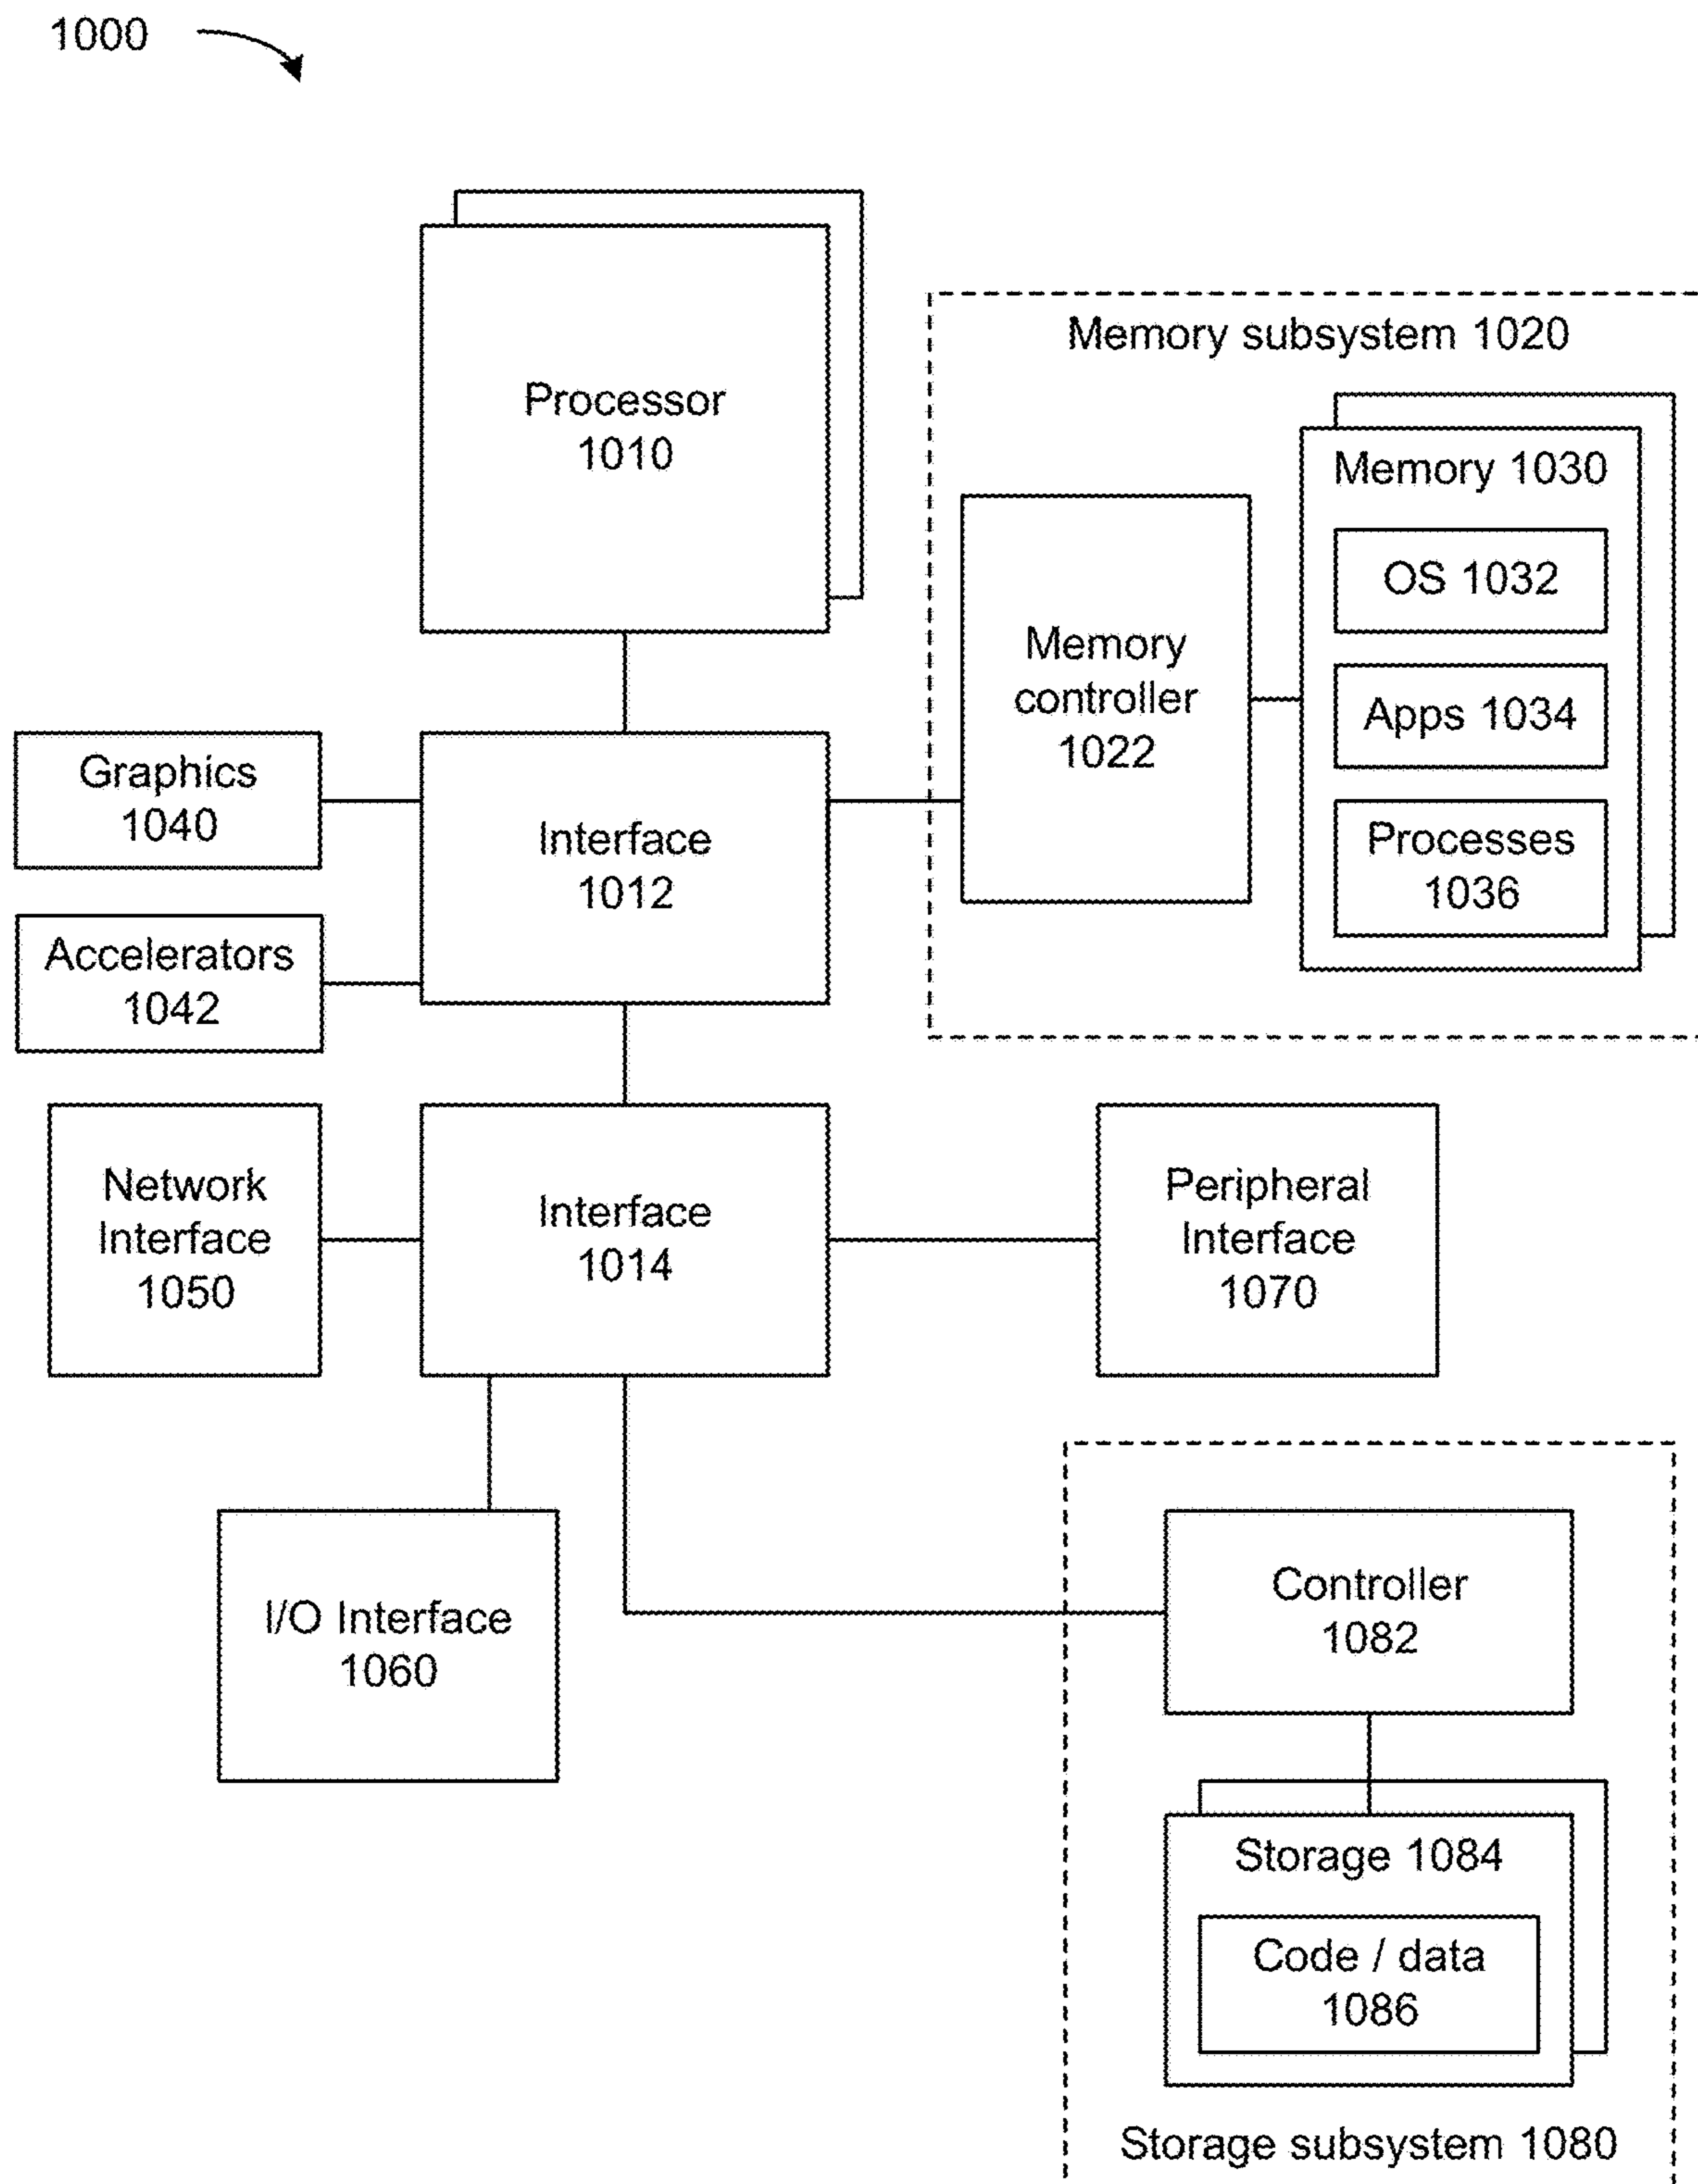 1000
Processor
1010
Memory subsystem 1020
Memory 1030
OS 1032
Memory
controller
1022
Apps 1034
Processes
1036
Graphics
1040
Interface
1012
Accelerators
1042
Network
Interface
1050
Interface
1014
Peripheral
Interface
1070
I/O Interface
1060
Controller
1082
Storage 1084
Code / data
1086
Storage subsystem 1080